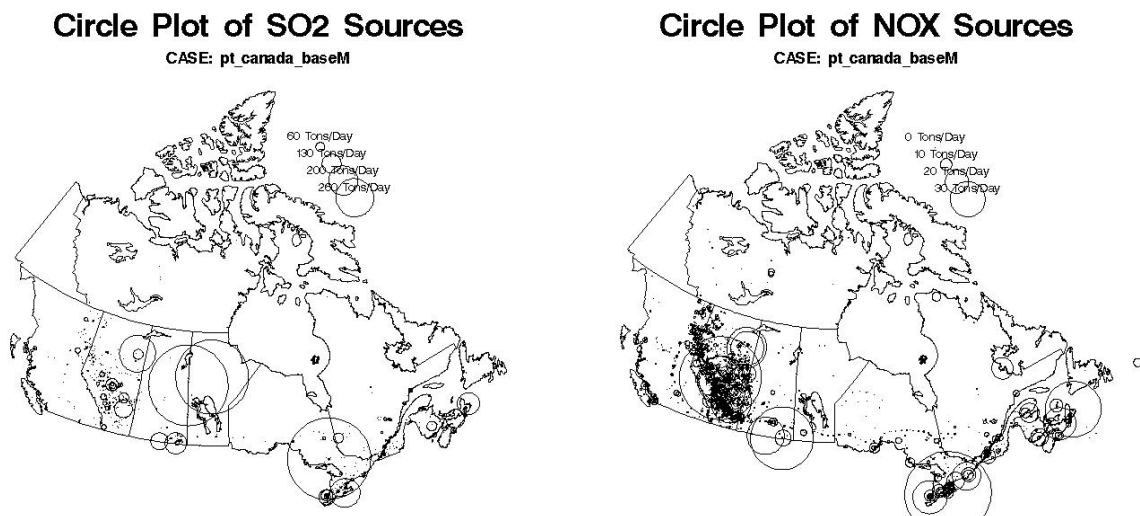 Circle Plot of SO2 Sources
CASE: pt_canada_baseM
60 Tons/Day
130 Tons/Day
200 Tons/Day
260 Tons/Day
Circle Plot of NOX Sources
CASE: pt_canada_baseM
0 Tons/Day
10 Tons/Day
20 Tons/Day
30 Tons/Day